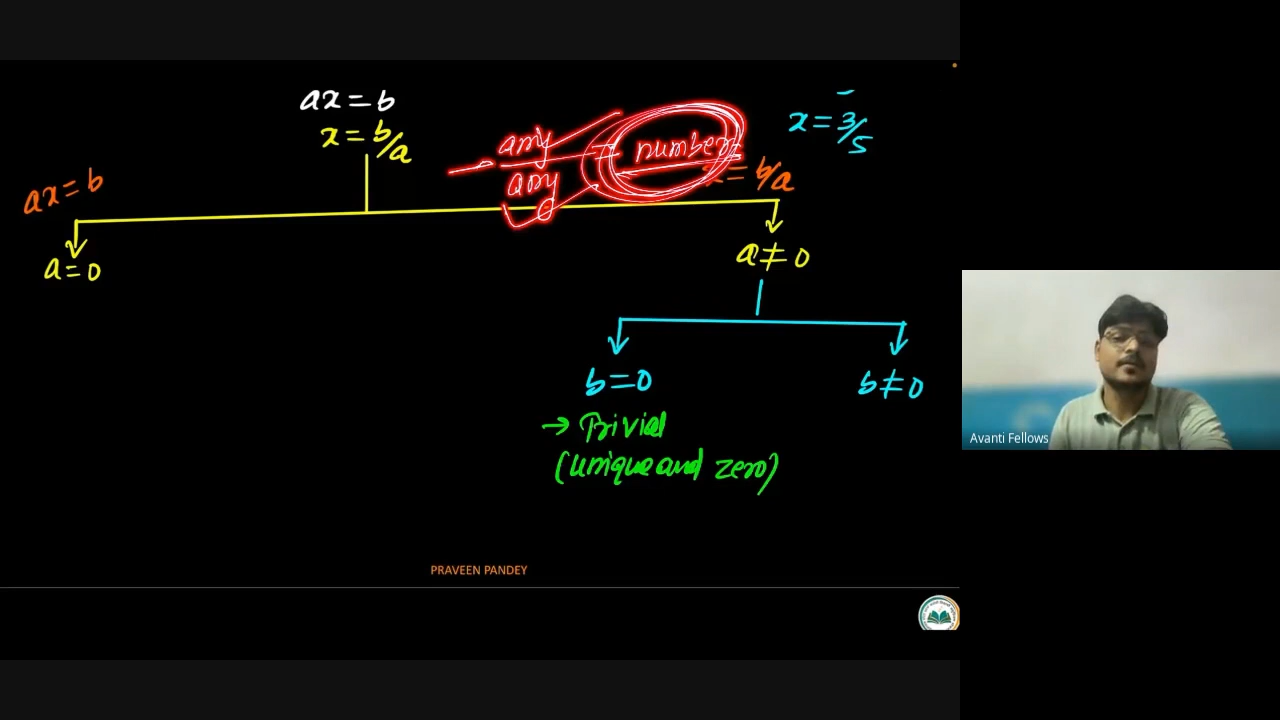 ax = b
x = b/a
any
any
number
x = 3/5
= b/a
ax = b
a = 0
a ≠ 0
b = 0
b ≠ 0
→ Trivial
(unique and zero)
Avanti Fellows
PRAVEEN PANDEY